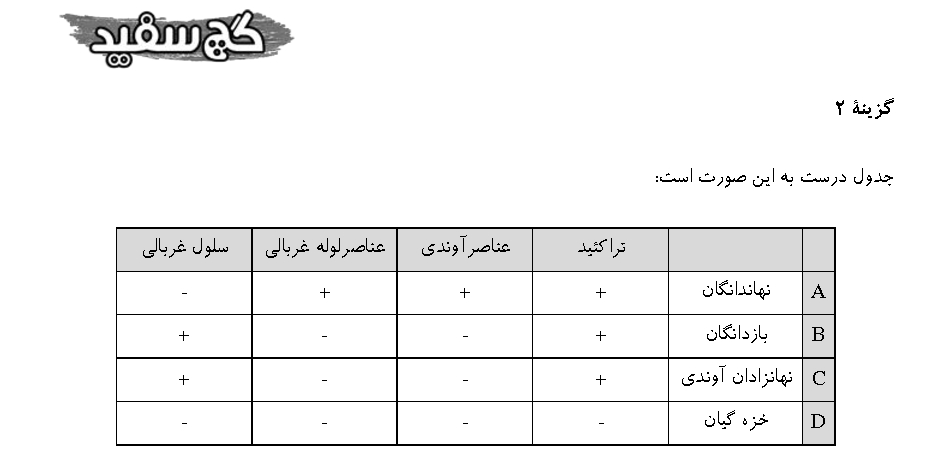 گچ سفید
گزینهٔ ۲
جدول درست به این صورت است:
تراکئید عناصرآوندی عناصرلوله غربالی سلول غربالی
A نهاندانگان + + + -
B بازدانگان + - - +
C نهانزادان آوندی + - - +
D خزه گیان - - - -